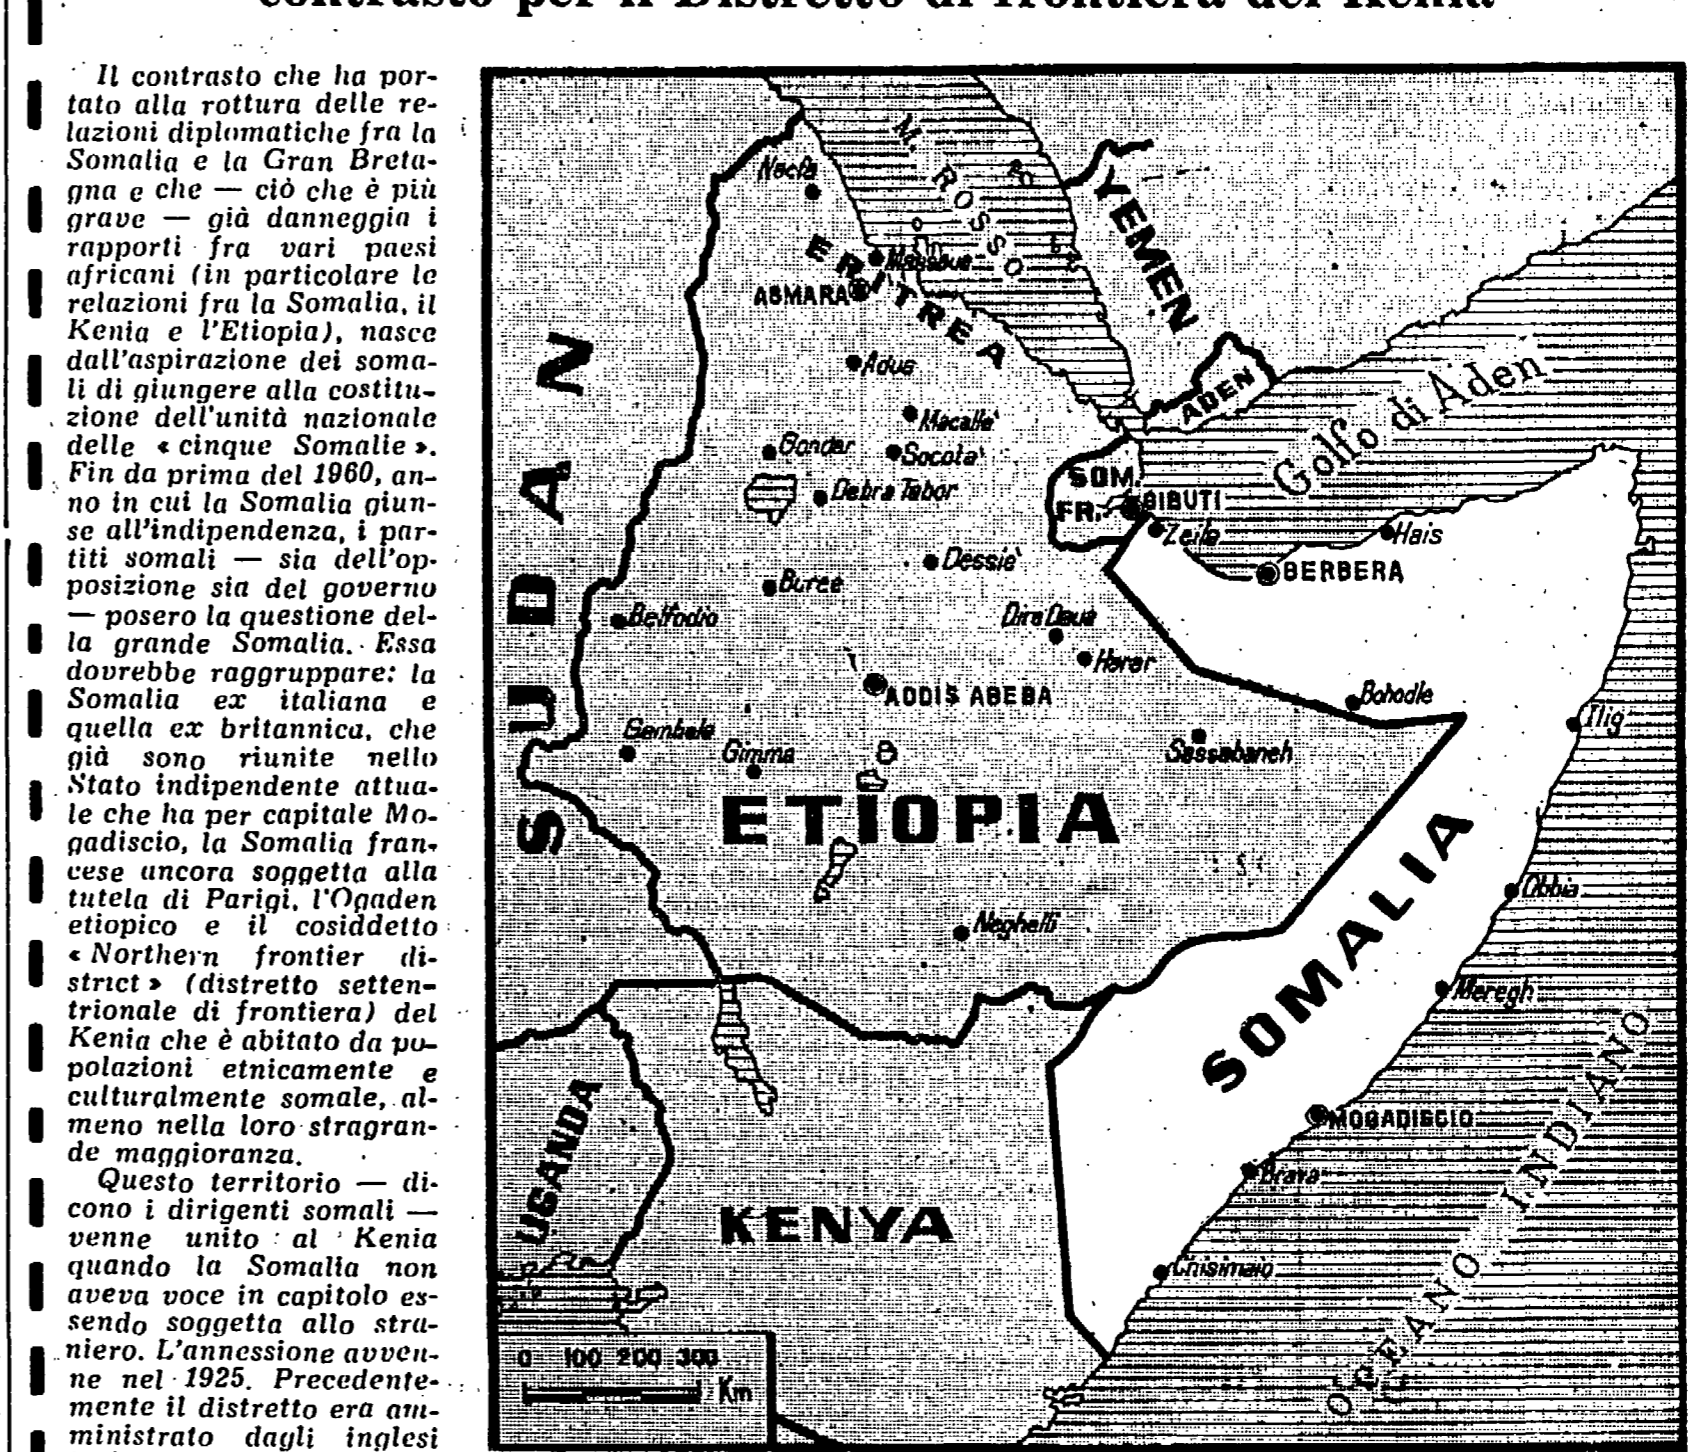 contrasto per il Distretto di frontiera del Kenia
Il contrasto che ha por-
tato alla rottura delle re-
lazioni diplomatiche fra la
Somalia e la Gran Breta-
gna e che — ciò che è più
grave — già danneggia i
rapporti fra vari paesi
africani (in particolare le
relazioni fra la Somalia, il
Kenia e l'Etiopia), nasce
dall'aspirazione dei soma-
li di giungere alla costitu-
zione dell'unità nazionale
delle « cinque Somalie ».
Fin da prima del 1960, an-
no in cui la Somalia giun-
se all'indipendenza, i par-
titi somali — sia dell'op-
posizione sia del governo
— posero la questione del-
la grande Somalia. Essa
dovrebbe raggruppare: la
Somalia ex italiana e
quella ex britannica, che
già sono riunite nello
Stato indipendente attua-
le che ha per capitale Mo-
gadiscio, la Somalia fran-
cese ancora soggetta alla
tutela di Parigi, l'Ogaden
etiopico e il cosiddetto
« Northern frontier di-
strict » (distretto setten-
trionale di frontiera) del
Kenia che è abitato da po-
polazioni etnicamente e
culturalmente somale, al-
meno nella loro stragran-
de maggioranza.
Questo territorio — di-
cono i dirigenti somali —
venne unito al Kenia
quando la Somalia non
aveva voce in capitolo es-
sendo soggetta allo stra-
niero. L'annessione avven-
ne nel 1925. Precedente-
mente il distretto era am-
ministrato dagli inglesi
M. ROSSO
Nacfa
YEMEN
ERITREA
Massaua
ASMARA
SUDAN
Adua
ADEN
Golfo di Aden
Macalle'
Gondar
Socota'
SOM.
FR.
Debra Tabor
GIBUTI
Zeila
Hais
Dessie'
BERBERA
Buree
Belfodio
Dire Daua
Harar
ADDIS ABEBA
Bohodle
Ilig
Gambela
Gimma
Sassabaneh
ETIOPIA
SOMALIA
Obbia
Neghelli
Meregh
UGANDA
MOGADISCIO
OCEANO INDIANO
Brava
KENYA
Chisimaio
0 100 200 300
Km